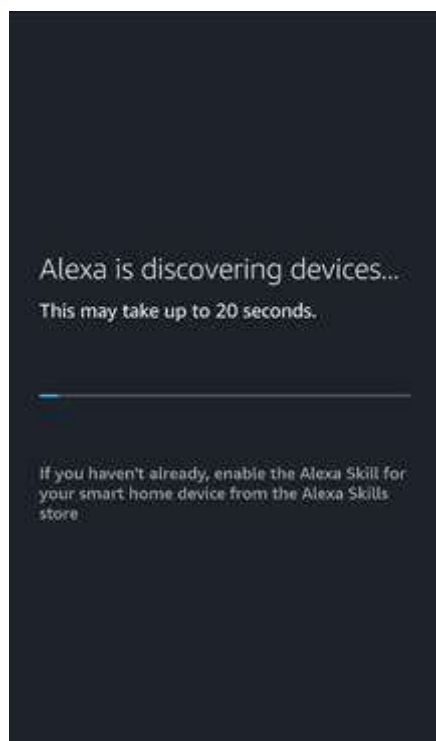 Alexa is discovering devices...
This may take up to 20 seconds.
If you haven't already, enable the Alexa Skill for
your smart home device from the Alexa Skills
store